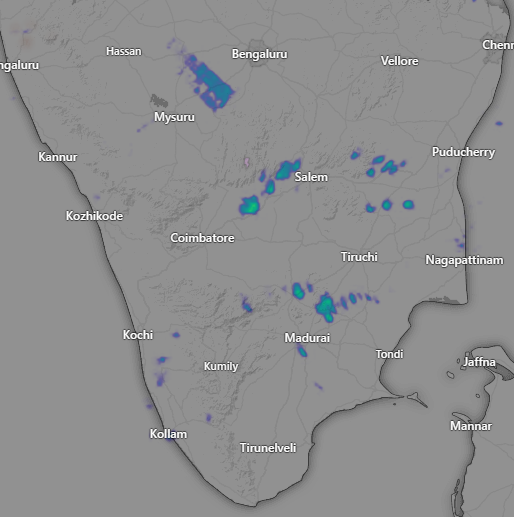 Hassan
Bengaluru
Chenn
ngaluru
Vellore
Mysuru
Kannur
Puducherry
Salem
Kozhikode
Coimbatore
Tiruchi
Nagapattinam
Kochi
Madurai
Tondi
Kumily
Jaffna
Mannar
Kollam
Tirunelveli